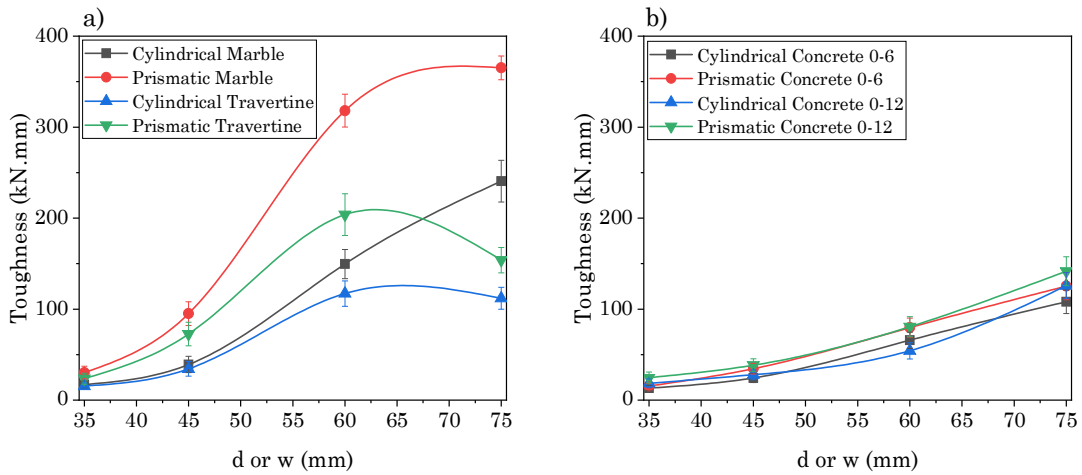 a)
Cylindrical Marble
Prismatic Marble
Cylindrical Travertine
Prismatic Travertine
Toughness (kN.mm)
400
300
200
100
0
35 40 45 50 55 60 65 70 75
d or w (mm)
b)
Cylindrical Concrete 0-6
Prismatic Concrete 0-6
Cylindrical Concrete 0-12
Prismatic Concrete 0-12
Toughness (kN.mm)
400
300
200
100
0
35 40 45 50 55 60 65 70 75
d or w (mm)